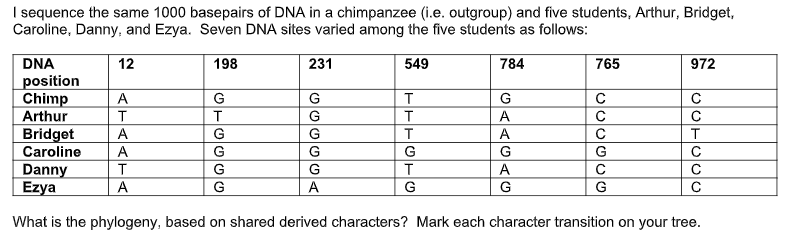 I sequence the same 1000 basepairs of DNA in a chimpanzee (i.e. outgroup) and five students, Arthur, Bridget,
Caroline, Danny, and Ezya. Seven DNA sites varied among the five students as follows:
DNA position 12 198 231 549 784 765 972
Chimp A G G T G C C
Arthur T T G T A C C
Bridget A G G T A C T
Caroline A G G G G G C
Danny T G G T A C C
Ezya A G A G G G C
What is the phylogeny, based on shared derived characters? Mark each character transition on your tree.